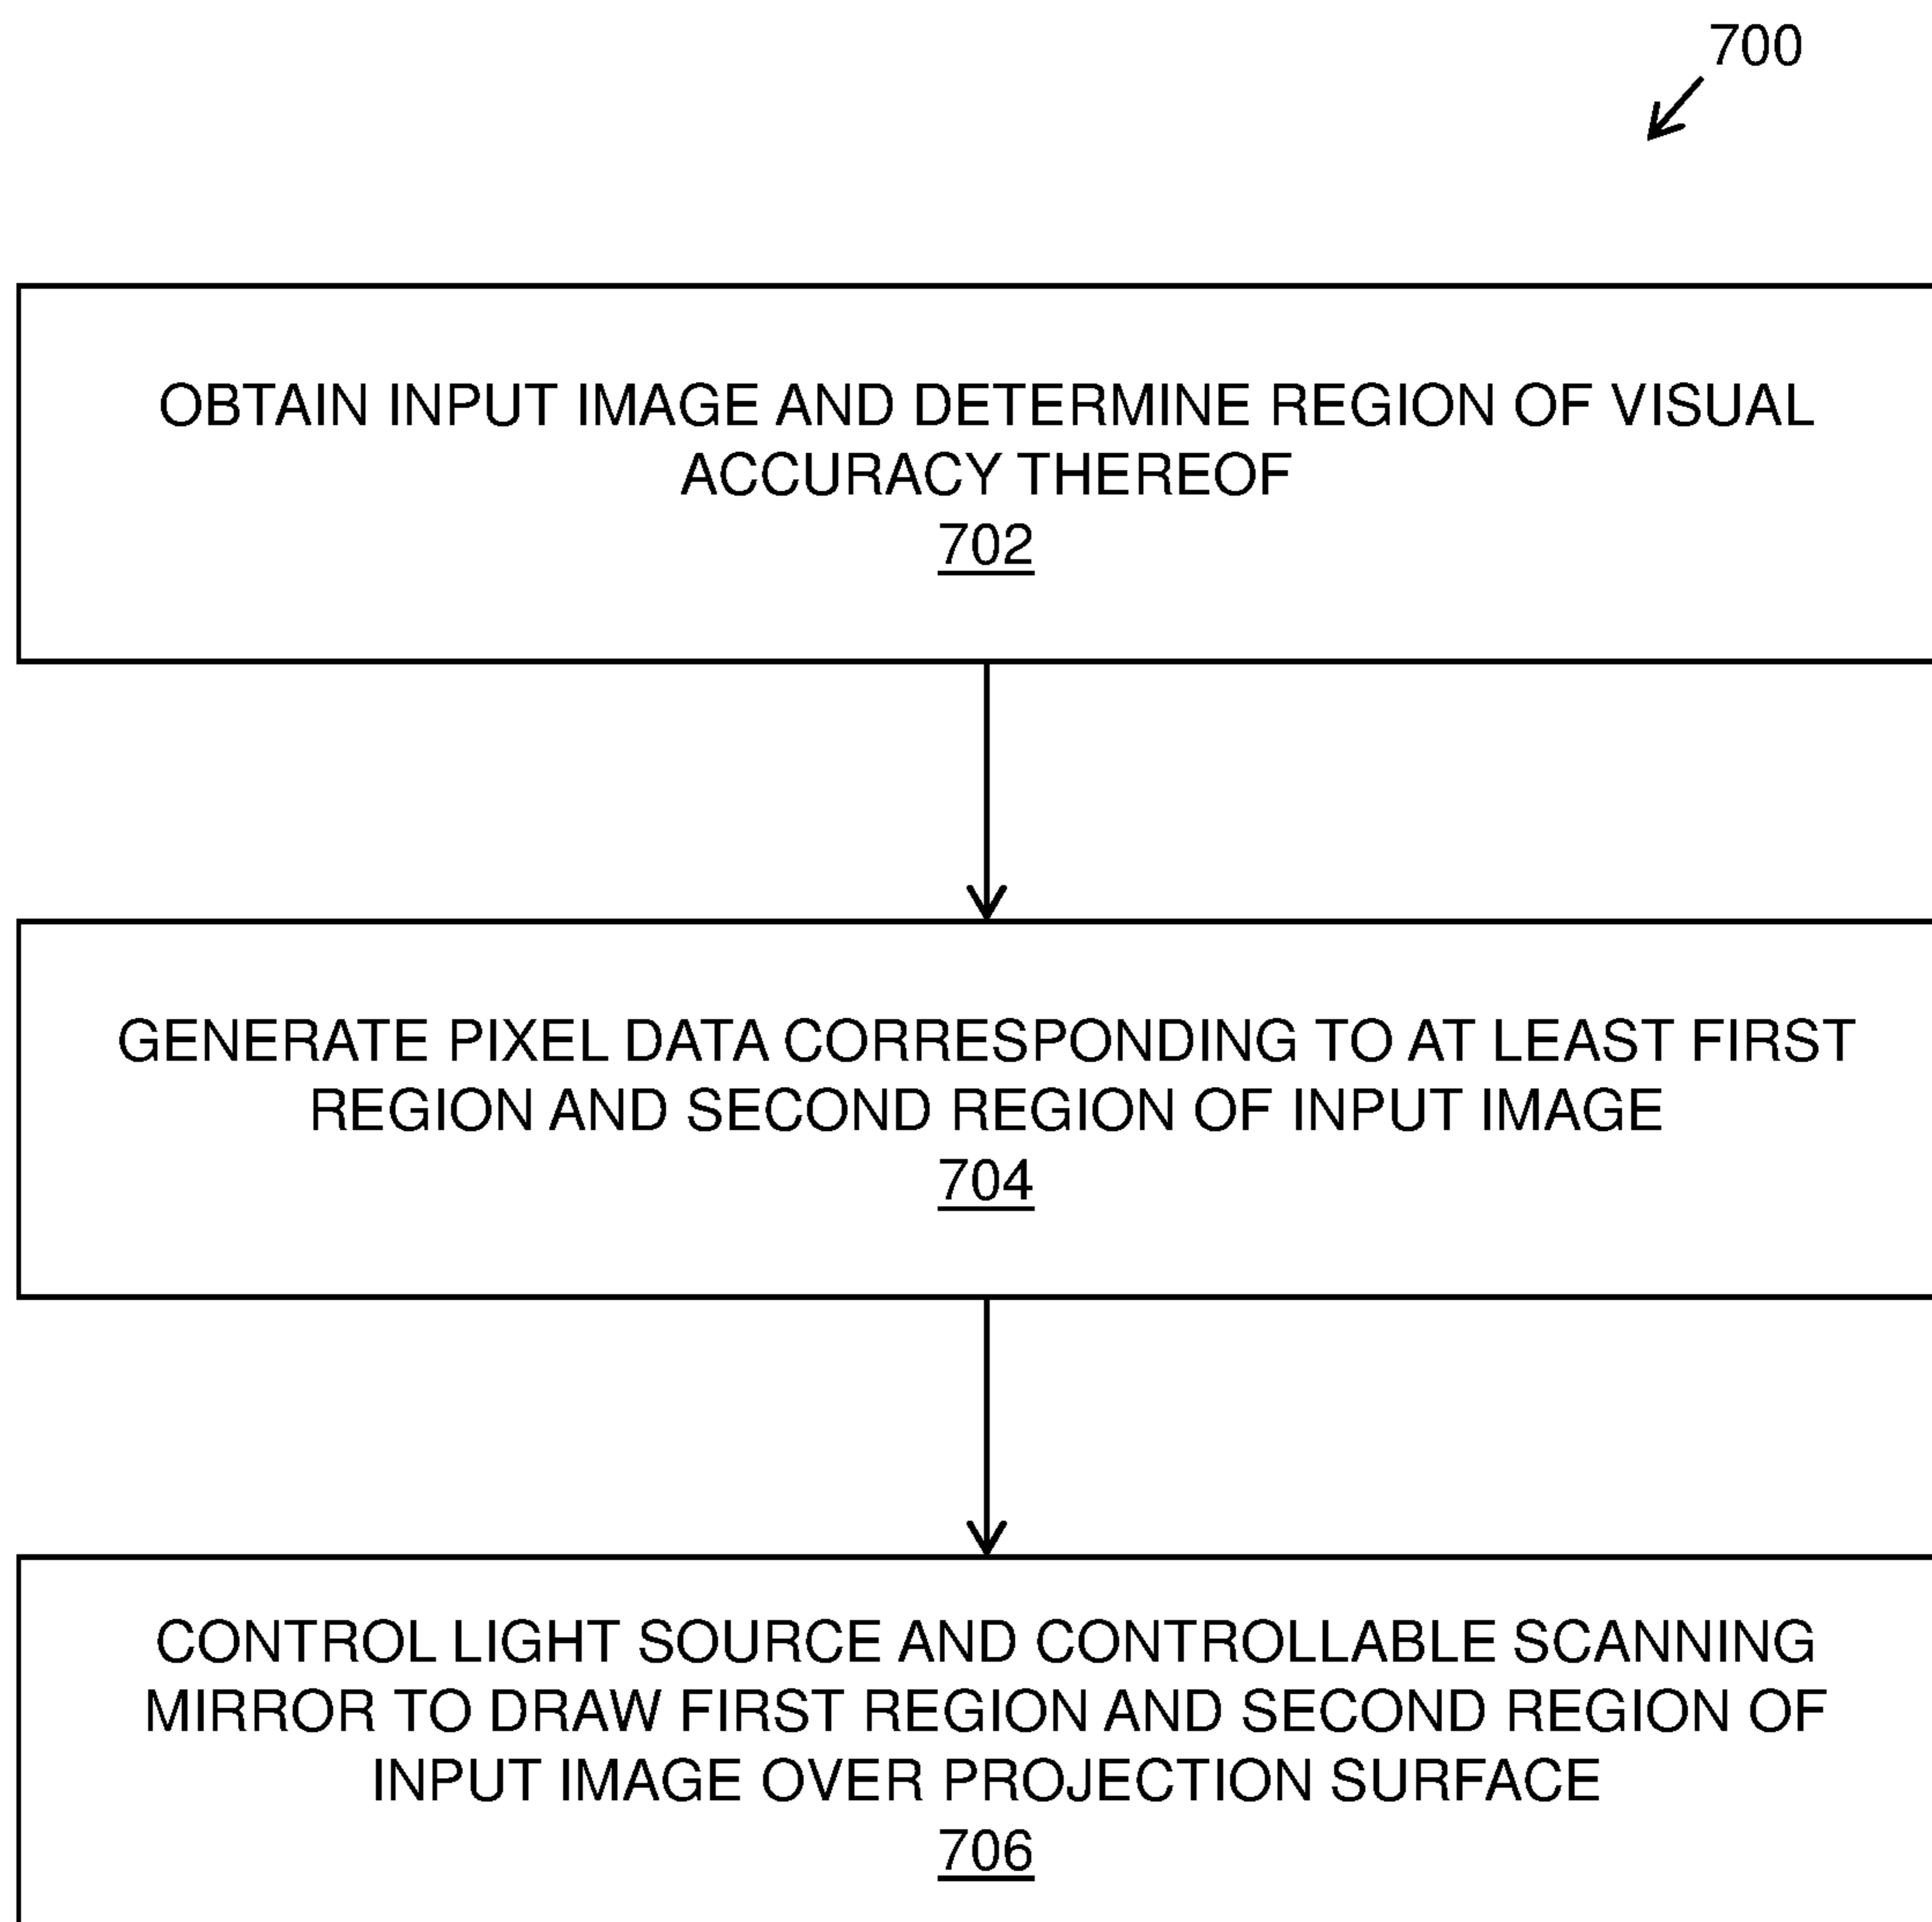 700
OBTAIN INPUT IMAGE AND DETERMINE REGION OF VISUAL
ACCURACY THEREOF
702
GENERATE PIXEL DATA CORRESPONDING TO AT LEAST FIRST
REGION AND SECOND REGION OF INPUT IMAGE
704
CONTROL LIGHT SOURCE AND CONTROLLABLE SCANNING
MIRROR TO DRAW FIRST REGION AND SECOND REGION OF
INPUT IMAGE OVER PROJECTION SURFACE
706